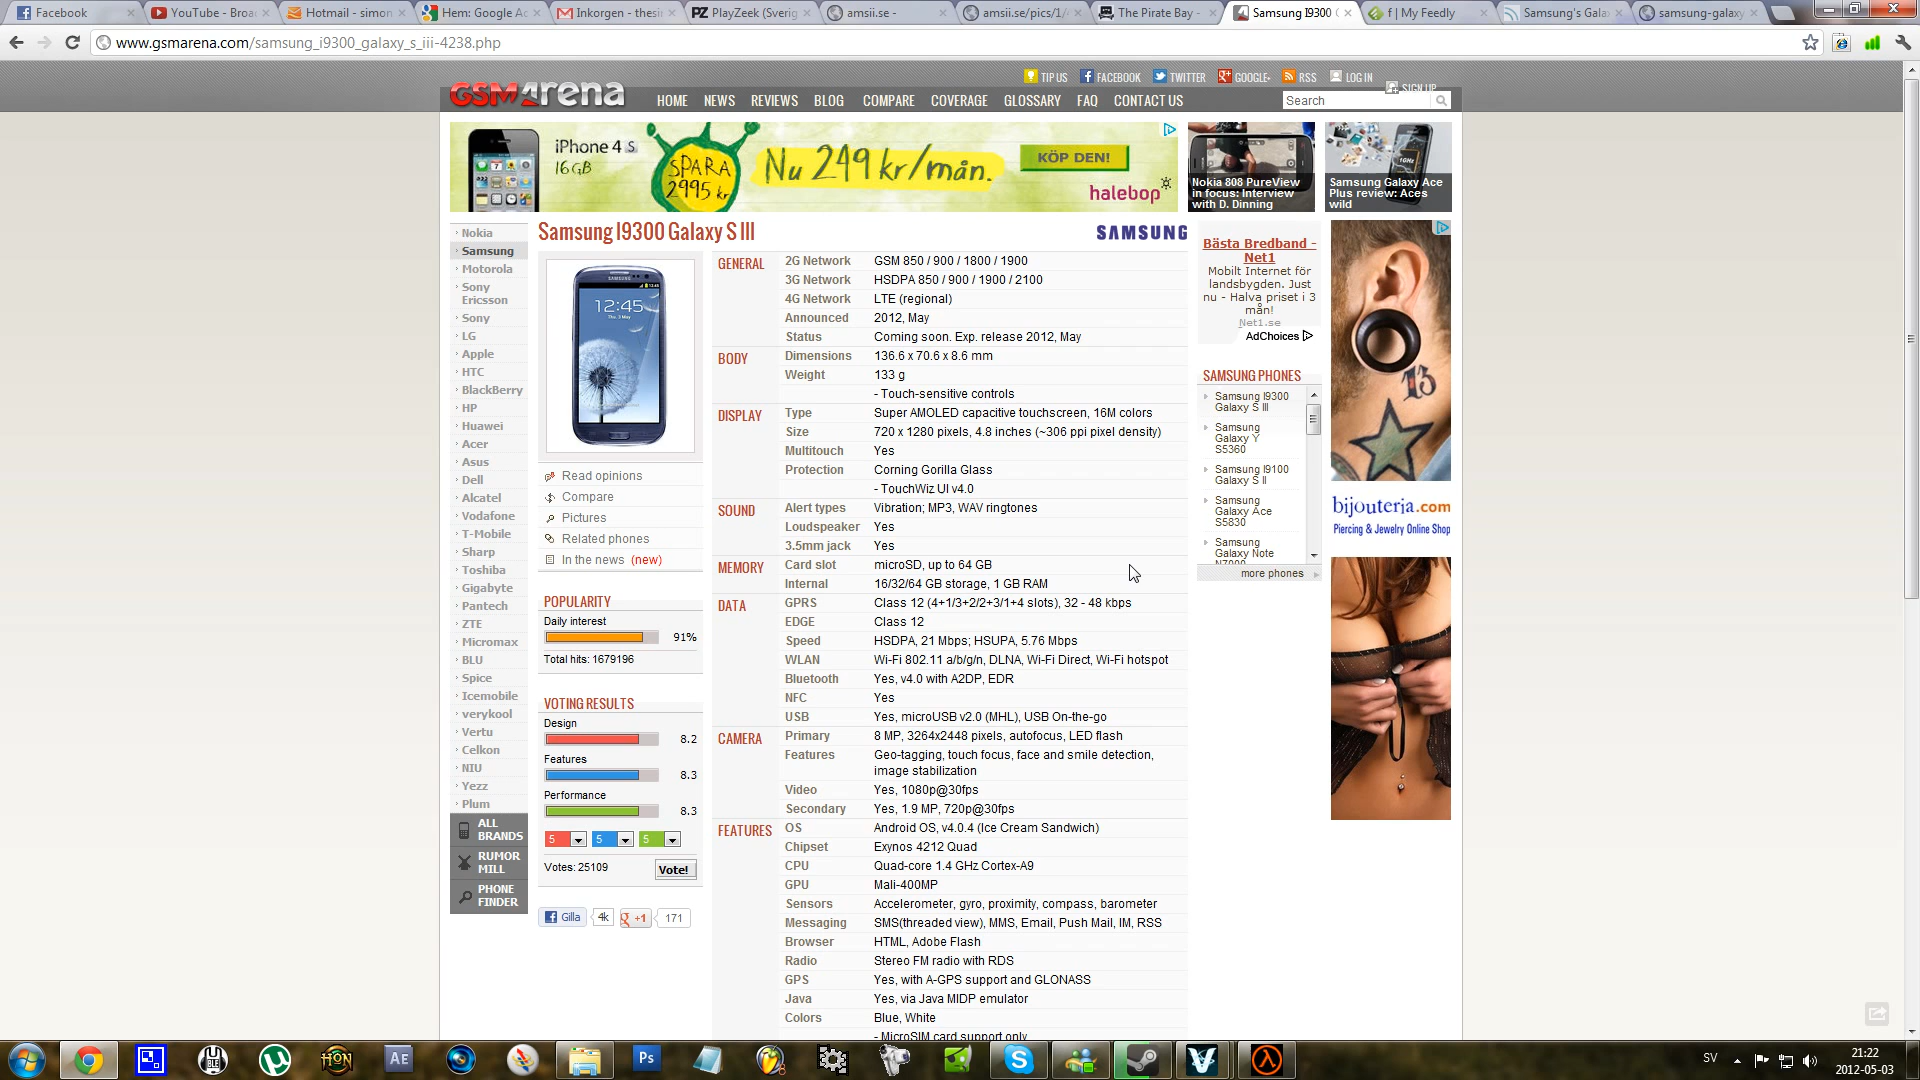 Facebook
YouTube - Broa
Hotmail - simon
Hem: Google Ac
Inkorgen - thesi
PlayZeek (Sverig
amsii.se -
amsii.se/pics/1/
The Pirate Bay -
Samsung I9300
f | My Feedly
Samsung's Gala
samsung-galaxy
www.gsmarena.com/samsung_i9300_galaxy_s_iii-4238.php
TIP US
FACEBOOK
TWITTER
GOOGLE+
RSS
LOG IN
SIGN UP
GSMArena
HOME
NEWS
REVIEWS
BLOG
COMPARE
COVERAGE
GLOSSARY
FAQ
CONTACT US
Search
iPhone 4S
16GB
SPARA
2995 kr
Nu 249 kr/mån.
KÖP DEN!
halebop
Nokia 808 PureView
in focus: Interview
with D. Dinning
1GHz
Samsung Galaxy Ace
Plus review: Aces
wild
Nokia
Samsung
Motorola
Sony
Ericsson
Sony
LG
Apple
HTC
BlackBerry
HP
Huawei
Acer
Asus
Dell
Alcatel
Vodafone
T-Mobile
Sharp
Toshiba
Gigabyte
Pantech
ZTE
Micromax
BLU
Spice
Icemobile
verykool
Vertu
Celkon
NIU
Yezz
Plum
ALL
BRANDS
RUMOR
MILL
PHONE
FINDER
Samsung I9300 Galaxy S III
SAMSUNG
SAMSUNG
12:45
Thu, 3 May
Read opinions
Compare
Pictures
Related phones
In the news (new)
POPULARITY
Daily interest
91%
Total hits: 1679196
VOTING RESULTS
Design
8.2
Features
8.3
Performance
8.3
5 5 5
Votes: 25109
Vote!
Gilla 4k
+1 171
GENERAL
2G Network GSM 850 / 900 / 1800 / 1900
3G Network HSDPA 850 / 900 / 1900 / 2100
4G Network LTE (regional)
Announced 2012, May
Status Coming soon. Exp. release 2012, May
BODY
Dimensions 136.6 x 70.6 x 8.6 mm
Weight 133 g
- Touch-sensitive controls
DISPLAY
Type Super AMOLED capacitive touchscreen, 16M colors
Size 720 x 1280 pixels, 4.8 inches (~306 ppi pixel density)
Multitouch Yes
Protection Corning Gorilla Glass
- TouchWiz UI v4.0
SOUND
Alert types Vibration; MP3, WAV ringtones
Loudspeaker Yes
3.5mm jack Yes
MEMORY
Card slot microSD, up to 64 GB
Internal 16/32/64 GB storage, 1 GB RAM
DATA
GPRS Class 12 (4+1/3+2/2+3/1+4 slots), 32 - 48 kbps
EDGE Class 12
Speed HSDPA, 21 Mbps; HSUPA, 5.76 Mbps
WLAN Wi-Fi 802.11 a/b/g/n, DLNA, Wi-Fi Direct, Wi-Fi hotspot
Bluetooth Yes, v4.0 with A2DP, EDR
NFC Yes
USB Yes, microUSB v2.0 (MHL), USB On-the-go
CAMERA
Primary 8 MP, 3264x2448 pixels, autofocus, LED flash
Features Geo-tagging, touch focus, face and smile detection,
image stabilization
Video Yes, 1080p@30fps
Secondary Yes, 1.9 MP, 720p@30fps
FEATURES
OS Android OS, v4.0.4 (Ice Cream Sandwich)
Chipset Exynos 4212 Quad
CPU Quad-core 1.4 GHz Cortex-A9
GPU Mali-400MP
Sensors Accelerometer, gyro, proximity, compass, barometer
Messaging SMS(threaded view), MMS, Email, Push Mail, IM, RSS
Browser HTML, Adobe Flash
Radio Stereo FM radio with RDS
GPS Yes, with A-GPS support and GLONASS
Java Yes, via Java MIDP emulator
Colors Blue, White
- MicroSIM card support only
Bästa Bredband -
Net1
Mobilt Internet för
landsbygden. Just
nu - Halva priset i 3
mån!
Net1.se
AdChoices
SAMSUNG PHONES
Samsung I9300
Galaxy S III
Samsung
Galaxy Y
S5360
Samsung I9100
Galaxy S II
Samsung
Galaxy Ace
S5830
Samsung
Galaxy Note
N7000
more phones
13
bijouteria.com
Piercing & Jewelry Online Shop
HON
Ae
Ps
SV
21:22
2012-05-03